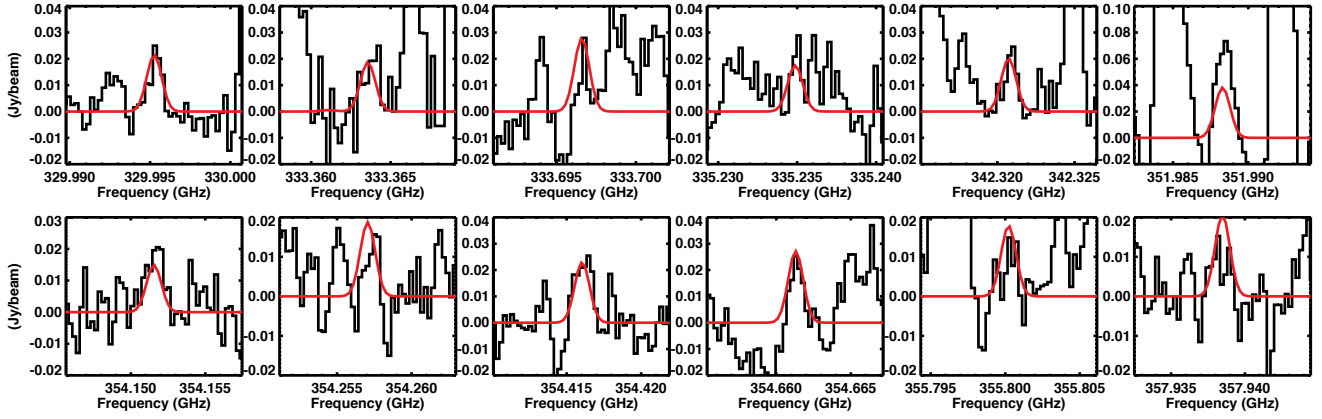 0.04 0.04 0.04 0.04 0.04 0.10
0.03 0.03 0.03 0.03 0.03 0.08
0.02 0.02 0.02 0.02 0.02 0.06
0.01 0.01 0.01 0.01 0.01 0.04
0.00 0.00 0.00 0.00 0.00 0.02
-0.01 -0.01 -0.01 -0.01 -0.01 0.00
-0.02 -0.02 -0.02 -0.02 -0.02 0.02
(Jy/beam)
329.990 329.995 330.000 333.360 333.365 333.695 333.700 335.230 335.235 335.240 342.320 342.325 351.985 351.990
Frequency (GHz) Frequency (GHz) Frequency (GHz) Frequency (GHz) Frequency (GHz) Frequency (GHz)
0.03 0.02 0.04 0.04 0.02 0.02
0.02 0.01 0.03 0.03 0.01 0.01
0.01 0.00 0.02 0.02 0.00 0.00
0.00 -0.01 0.01 0.01 -0.01 -0.01
-0.01 0.02 0.00 0.00 0.02 0.02
-0.02 -0.01 -0.01
0.02 0.02
(Jy/beam)
354.150 354.155 354.255 354.260 354.415 354.420 354.660 354.665 355.795 355.800 355.805 357.935 357.940
Frequency (GHz) Frequency (GHz) Frequency (GHz) Frequency (GHz) Frequency (GHz) Frequency (GHz)